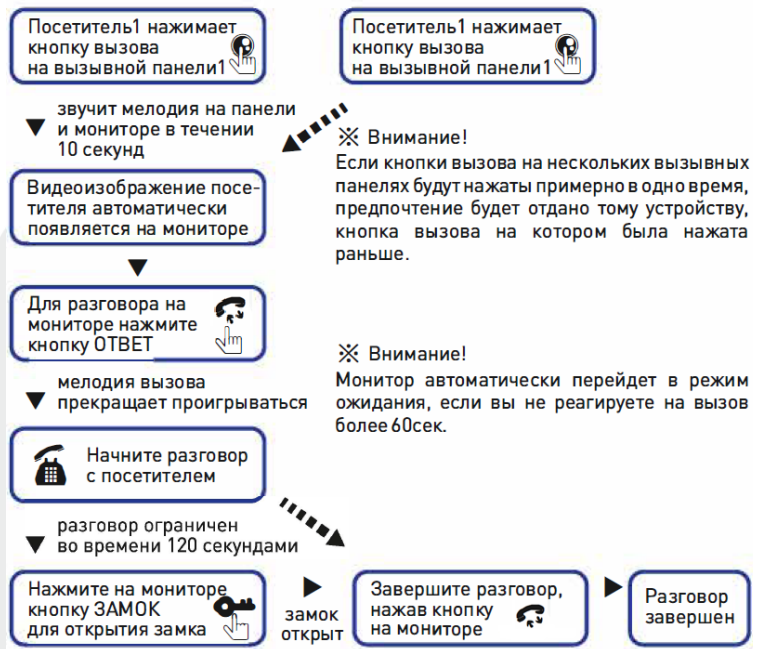 Посетитель1 нажимает
кнопку вызова
на вызывной панели1
Посетитель1 нажимает
кнопку вызова
на вызывной панели1
звучит мелодия на панели
и мониторе в течении
10 секунд
※ Внимание!
Если кнопки вызова на нескольких вызывных
панелях будут нажаты примерно в одно время,
предпочтение будет отдано тому устройству,
кнопка вызова на котором была нажата
раньше.
Видеоизображение посе-
тителя автоматически
появляется на мониторе
Для разговора на
мониторе нажмите
кнопку ОТВЕТ
※ Внимание!
Монитор автоматически перейдет в режим
ожидания, если вы не реагируете на вызов
более 60сек.
мелодия вызова
прекращает проигрываться
Начните разговор
с посетителем
разговор ограничен
во времени 120 секундами
Нажмите на мониторе
кнопку ЗАМОК
для открытия замка
замок
открыт
Завершите разговор,
нажав кнопку
на мониторе
Разговор
завершен